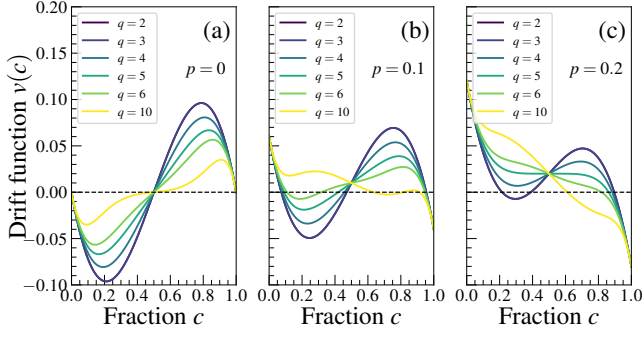 (a)
p = 0
q = 2
q = 3
q = 4
q = 5
q = 6
q = 10
Drift function v(c)
0.20
0.15
0.10
0.05
0.00
−0.05
−0.10
0.0 0.2 0.4 0.6 0.8 1.0
Fraction c
(b)
p = 0.1
q = 2
q = 3
q = 4
q = 5
q = 6
q = 10
0.0 0.2 0.4 0.6 0.8 1.0
Fraction c
(c)
p = 0.2
q = 2
q = 3
q = 4
q = 5
q = 6
q = 10
0.0 0.2 0.4 0.6 0.8 1.0
Fraction c